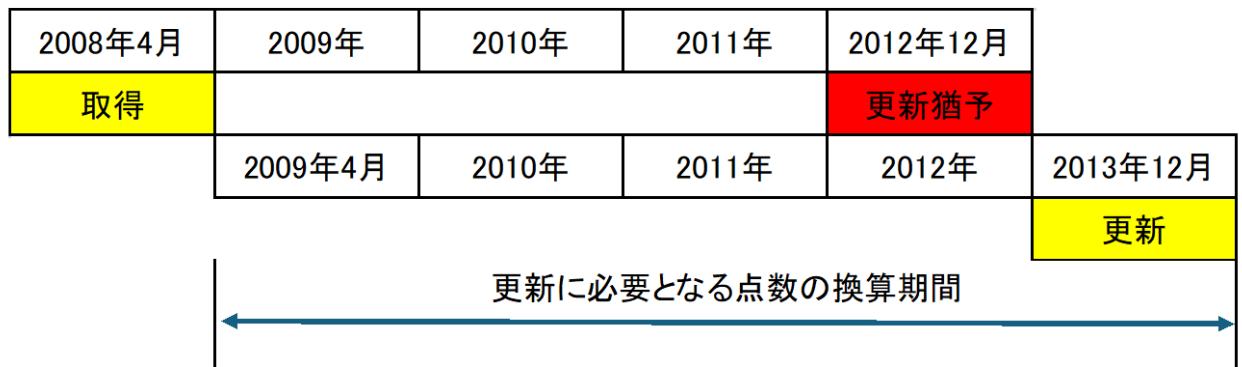 2008年4月 2009年 2010年 2011年 2012年12月
取得 更新猶予
2009年4月 2010年 2011年 2012年 2013年12月
更新
更新に必要となる点数の換算期間